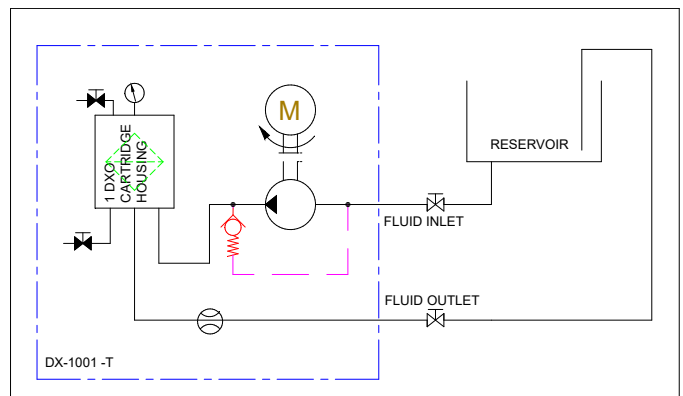 M
1 DXO
CARTRIDGE
HOUSING
RESERVOIR
FLUID INLET
FLUID OUTLET
DX-1001 -T